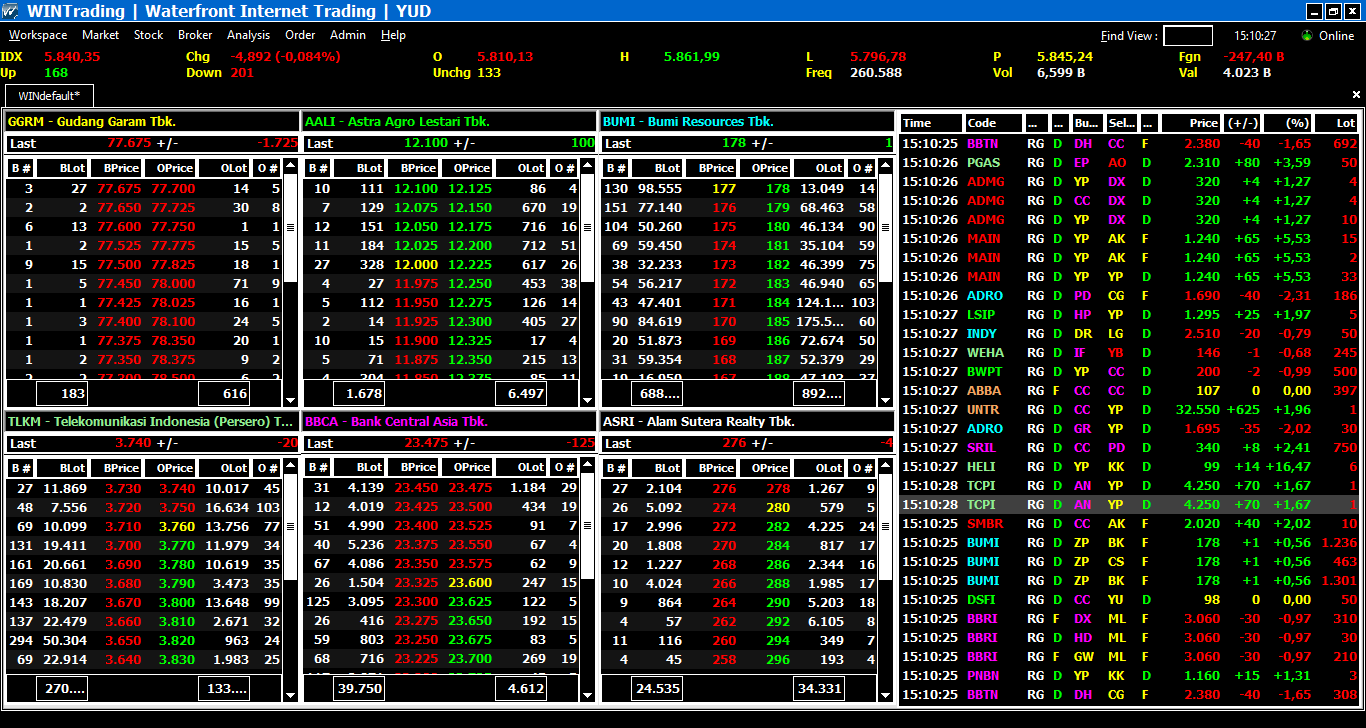 WINTrading | Waterfront Internet Trading | YUD
Workspace Market Stock Broker Analysis Order Admin Help Find View : 15:10:27 Online
IDX 5.840,35 Chg -4,892 (-0,084%) O 5.810,13 H 5.861,99 L 5.796,78 P 5.845,24 Fgn -247,40 B
Up 168 Down 201 Unchg 133 Freq 260.588 Vol 6,599 B Val 4.023 B
WINdefault*
GGRM - Gudang Garam Tbk.
Last 77.675 +/- -1.725
B # BLot BPrice OPrice OLot O #
3 27 77.675 77.700 14 5
2 2 77.650 77.725 30 8
6 13 77.600 77.750 1 1
1 2 77.525 77.775 15 5
9 15 77.500 77.825 18 1
1 5 77.450 78.000 71 9
1 1 77.425 78.025 16 1
1 3 77.400 78.100 24 5
1 1 77.375 78.350 20 1
1 2 77.350 78.375 9 2
2 2 77.300 78.500 6 2
183 616
AALI - Astra Agro Lestari Tbk.
Last 12.100 +/- 100
B # BLot BPrice OPrice OLot O #
10 111 12.100 12.125 86 4
7 129 12.075 12.150 670 19
12 151 12.050 12.175 716 16
11 184 12.025 12.200 712 51
27 328 12.000 12.225 617 26
4 27 11.975 12.250 453 38
5 112 11.950 12.275 126 14
2 14 11.925 12.300 405 27
10 15 11.900 12.325 17 4
5 71 11.875 12.350 215 13
4 304 11.850 12.375 85 11
1.678 6.497
BUMI - Bumi Resources Tbk.
Last 178 +/- 1
B # BLot BPrice OPrice OLot O #
130 98.555 177 178 13.049 14
151 77.140 176 179 68.463 58
104 50.260 175 180 46.134 90
69 59.450 174 181 35.104 59
38 32.233 173 182 46.399 75
54 56.217 172 183 46.940 65
43 47.401 171 184 124.1... 103
90 84.619 170 185 175.5... 60
20 51.873 169 186 72.674 50
31 59.354 168 187 52.379 29
19 16.950 167 188 47.103 37
688.... 892....
TLKM - Telekomunikasi Indonesia (Persero) T...
Last 3.740 +/- -20
B # BLot BPrice OPrice OLot O #
27 11.869 3.730 3.740 10.017 45
48 7.556 3.720 3.750 16.634 103
69 10.099 3.710 3.760 13.756 77
131 19.411 3.700 3.770 11.979 34
161 20.661 3.690 3.780 10.619 35
169 10.830 3.680 3.790 3.473 35
143 18.207 3.670 3.800 13.648 99
137 22.479 3.660 3.810 2.671 32
294 50.304 3.650 3.820 963 24
69 22.914 3.640 3.830 1.983 25
270.... 133....
BBCA - Bank Central Asia Tbk.
Last 23.475 +/- -125
B # BLot BPrice OPrice OLot O #
31 4.139 23.450 23.475 1.184 29
12 4.019 23.425 23.500 434 19
51 4.990 23.400 23.525 91 7
40 5.236 23.375 23.550 67 4
67 4.086 23.350 23.575 62 9
26 1.504 23.325 23.600 247 15
125 3.095 23.300 23.625 122 5
26 416 23.275 23.650 192 15
59 803 23.250 23.675 83 5
68 716 23.225 23.700 269 19
39.750 4.612
ASRI - Alam Sutera Realty Tbk.
Last 276 +/- -4
B # BLot BPrice OPrice OLot O #
27 2.104 276 278 1.267 9
26 5.092 274 280 579 5
17 2.996 272 282 4.225 24
20 1.808 270 284 817 17
12 1.227 268 286 2.344 16
10 4.024 266 288 1.985 17
9 864 264 290 5.203 18
4 57 262 292 6.105 8
11 116 260 294 349 7
4 45 258 296 193 4
24.535 34.331
Time Code ... ... Bu... Sel... ... Price (+/-) (%) Lot
15:10:25 BBTN RG D DH CC F 2.380 -40 -1,65 692
15:10:26 PGAS RG D EP AO D 2.310 +80 +3,59 50
15:10:26 ADMG RG D YP DX D 320 +4 +1,27 4
15:10:26 ADMG RG D CC DX D 320 +4 +1,27 4
15:10:26 ADMG RG D YP DX D 320 +4 +1,27 10
15:10:26 MAIN RG D YP AK F 1.240 +65 +5,53 15
15:10:26 MAIN RG D YP AK F 1.240 +65 +5,53 2
15:10:26 MAIN RG D YP YP D 1.240 +65 +5,53 33
15:10:26 ADRO RG D PD CG F 1.690 -40 -2,31 186
15:10:27 LSIP RG D HP YP D 1.295 +25 +1,97 5
15:10:27 INDY RG D DR LG D 2.510 -20 -0,79 50
15:10:27 WEHA RG D IF YB D 146 -1 -0,68 245
15:10:27 BWPT RG D YP CC D 200 -2 -0,99 500
15:10:27 ABBA RG F CC CC D 107 0 0,00 397
15:10:27 UNTR RG D CC YP D 32.550 +625 +1,96 1
15:10:27 ADRO RG D GR YP D 1.695 -35 -2,02 30
15:10:27 SRIL RG D CC PD D 340 +8 +2,41 750
15:10:27 HELI RG D YP KK D 99 +14 +16,47 6
15:10:28 TCPI RG D AN YP D 4.250 +70 +1,67 1
15:10:28 TCPI RG D AN YP D 4.250 +70 +1,67 1
15:10:25 SMBR RG D CC AK F 2.020 +40 +2,02 10
15:10:25 BUMI RG D ZP BK F 178 +1 +0,56 1.236
15:10:25 BUMI RG D ZP CS F 178 +1 +0,56 463
15:10:25 BUMI RG D ZP BK F 178 +1 +0,56 1.301
15:10:25 DSFI RG D CC YU D 98 0 0,00 50
15:10:25 BBRI RG F DX ML F 3.060 -30 -0,97 310
15:10:25 BBRI RG D HD ML F 3.060 -30 -0,97 30
15:10:25 BBRI RG F GW ML F 3.060 -30 -0,97 210
15:10:25 PNBN RG D YP KK D 1.160 +15 +1,31 3
15:10:25 BBTN RG D DH CG F 2.380 -40 -1,65 308